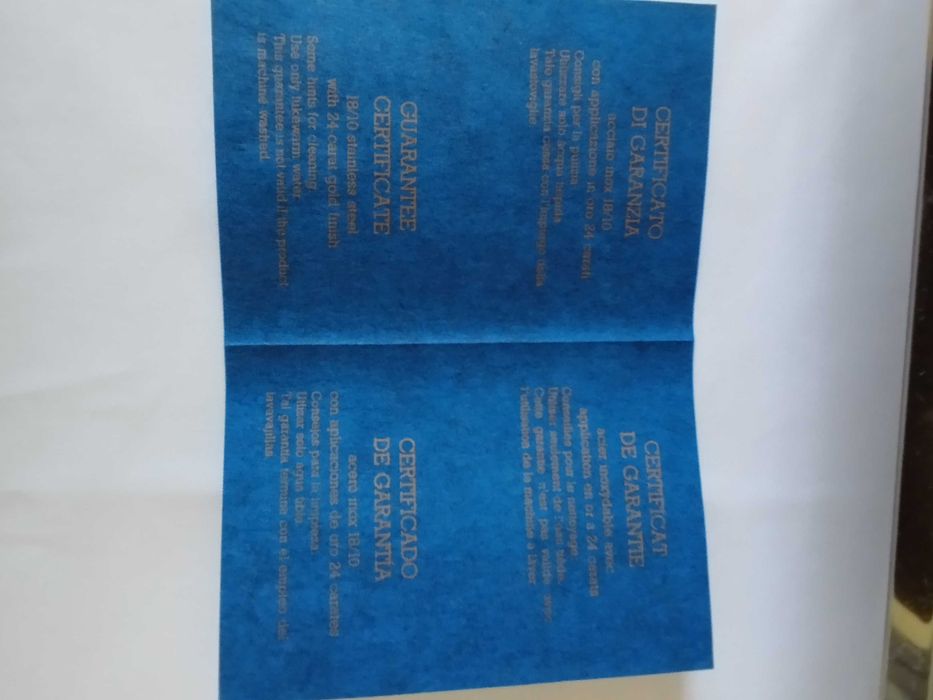 CERTIFICATO
DI GARANZIA
acciaio inox 18/10
con applicazione in oro 24 carati
Consigli per la pulizia
Utilizzare solo acqua tiepida
Tale garanzia cessa con l'impiego della
lavastoviglie
CERTIFICAT
DE GARANTIE
acier inoxydable avec
application en or a 24 carats
Conseilles pour le nettoyage
Utiliser seulement de l'eau tiède.
Cette garantie n'est pas valide avec
l'utilisation de la machine à laver
GUARANTEE
CERTIFICATE
18/10 stainless steel
with 24 carat gold finish
Some hints for cleaning
Use only lukewarm water
This guarantee is not valid if the product
is machine washed.
CERTIFICADO
DE GARANTÍA
acero inox 18/10
con aplicaciones de oro 24 carates
Consejos para la limpieza:
Utilizar solo agua tibia
Tal garantía termine con el empleo del
lavavajillas.